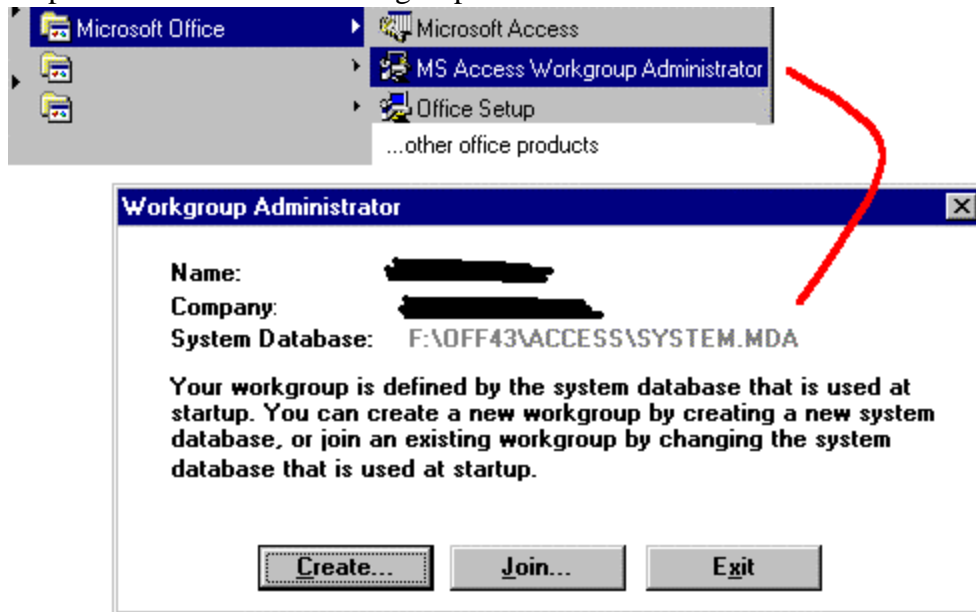 Microsoft Office
Microsoft Access
MS Access Workgroup Administrator
Office Setup
...other office products
Workgroup Administrator
Name:
Company:
System Database: F:\OFF43\ACCESS\SYSTEM.MDA
Your workgroup is defined by the system database that is used at
startup. You can create a new workgroup by creating a new system
database, or join an existing workgroup by changing the system
database that is used at startup.
Create... Join... Exit